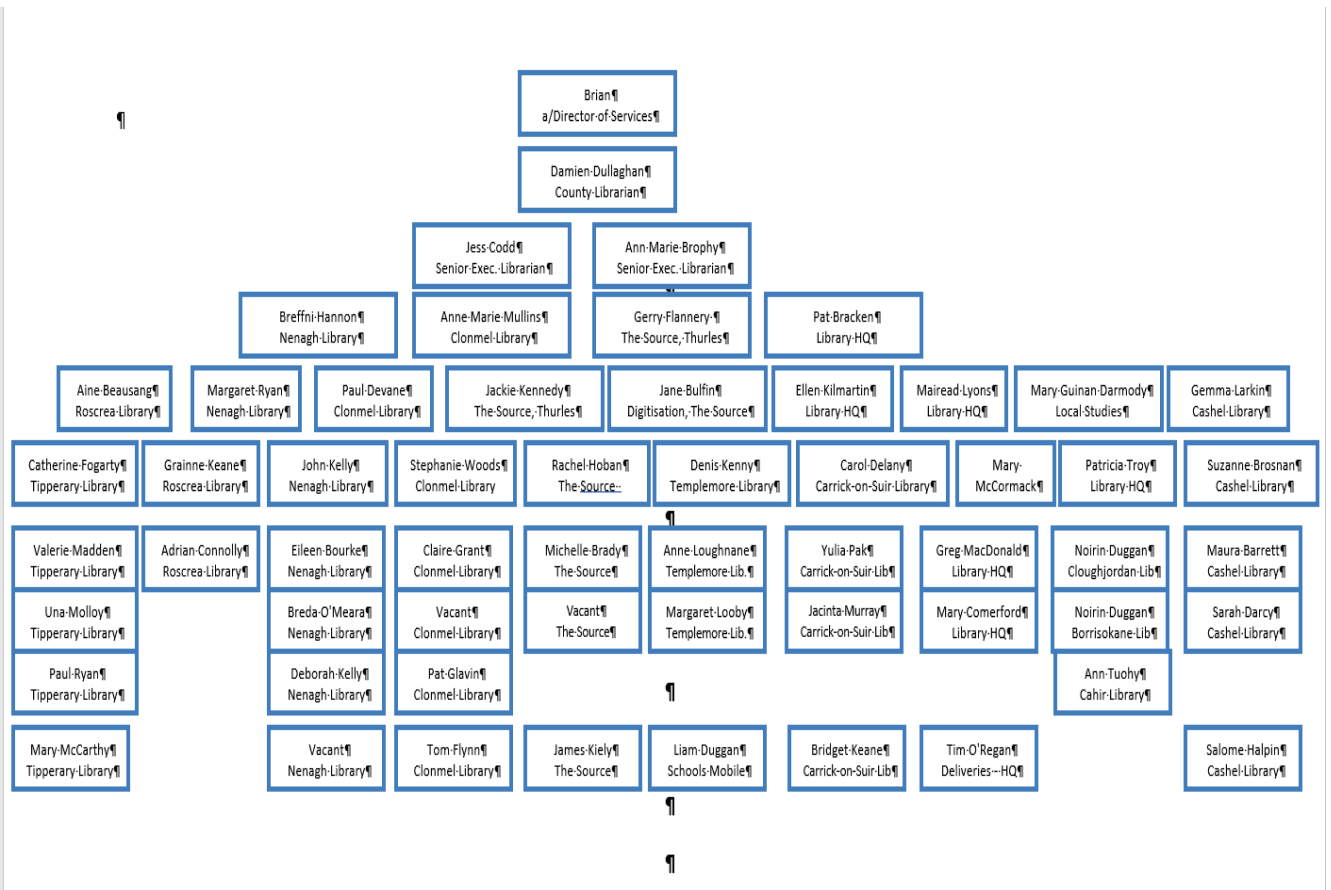 Brian¶
a/Director·of·Services¶
¶
Damien·Dullaghan¶
County·Librarian¶
Jess·Codd¶
Senior·Exec.·Librarian¶
Ann·Marie·Brophy¶
Senior·Exec.·Librarian¶
Breffni·Hannon¶
Nenagh·Library¶
Anne-Marie·Mullins¶
Clonmel·Library¶
Gerry·Flannery·¶
The·Source,·Thurles¶
Pat·Bracken¶
Library·HQ¶
Aine·Beausang¶
Roscrea·Library¶
Margaret·Ryan¶
Nenagh·Library¶
Paul·Devane¶
Clonmel·Library¶
Jackie·Kennedy¶
The·Source,·Thurles¶
Jane·Bulfin¶
Digitisation,·The·Source¶
Ellen·Kilmartin¶
Library·HQ¶
Mairead·Lyons¶
Library·HQ¶
Mary·Guinan·Darmody¶
Local·Studies¶
Gemma·Larkin¶
Cashel·Library¶
Catherine·Fogarty¶
Tipperary·Library¶
Grainne·Keane¶
Roscrea·Library¶
John·Kelly¶
Nenagh·Library¶
Stephanie·Woods¶
Clonmel·Library
Rachel·Hoban¶
The·Source·-
Denis·Kenny¶
Templemore·Library¶
Carol·Delany¶
Carrick-on-Suir·Library¶
Mary·
McCormack¶
Patricia·Troy¶
Library·HQ¶
Suzanne·Brosnan¶
Cashel·Library¶
¶
Valerie·Madden¶
Tipperary·Library¶
Adrian·Connolly¶
Roscrea·Library¶
Eileen·Bourke¶
Nenagh·Library¶
Claire·Grant¶
Clonmel·Library¶
Michelle·Brady¶
The·Source¶
Anne·Loughnane¶
Templemore·Lib.¶
Yulia·Pak¶
Carrick-on-Suir·Lib¶
Greg·MacDonald¶
Library·HQ¶
Noirin·Duggan¶
Cloughjordan·Lib¶
Maura·Barrett¶
Cashel·Library¶
Una·Molloy¶
Tipperary·Library¶
Breda·O'Meara¶
Nenagh·Library¶
Vacant¶
Clonmel·Library¶
Vacant¶
The·Source¶
Margaret·Looby¶
Templemore·Lib.¶
Jacinta·Murray¶
Carrick-on-Suir·Lib¶
Mary·Comerford¶
Library·HQ¶
Noirin·Duggan¶
Borrisokane·Lib¶
Sarah·Darcy¶
Cashel·Library¶
Paul·Ryan¶
Tipperary·Library¶
Deborah·Kelly¶
Nenagh·Library¶
Pat·Glavin¶
Clonmel·Library¶
¶
Ann·Tuohy¶
Cahir·Library¶
Mary·McCarthy¶
Tipperary·Library¶
Vacant¶
Nenagh·Library¶
Tom·Flynn¶
Clonmel·Library¶
James·Kiely¶
The·Source¶
Liam·Duggan¶
Schools·Mobile¶
Bridget·Keane¶
Carrick-on-Suir·Lib¶
Tim·O'Regan¶
Deliveries·-·HQ¶
Salome·Halpin¶
Cashel·Library¶
¶
¶